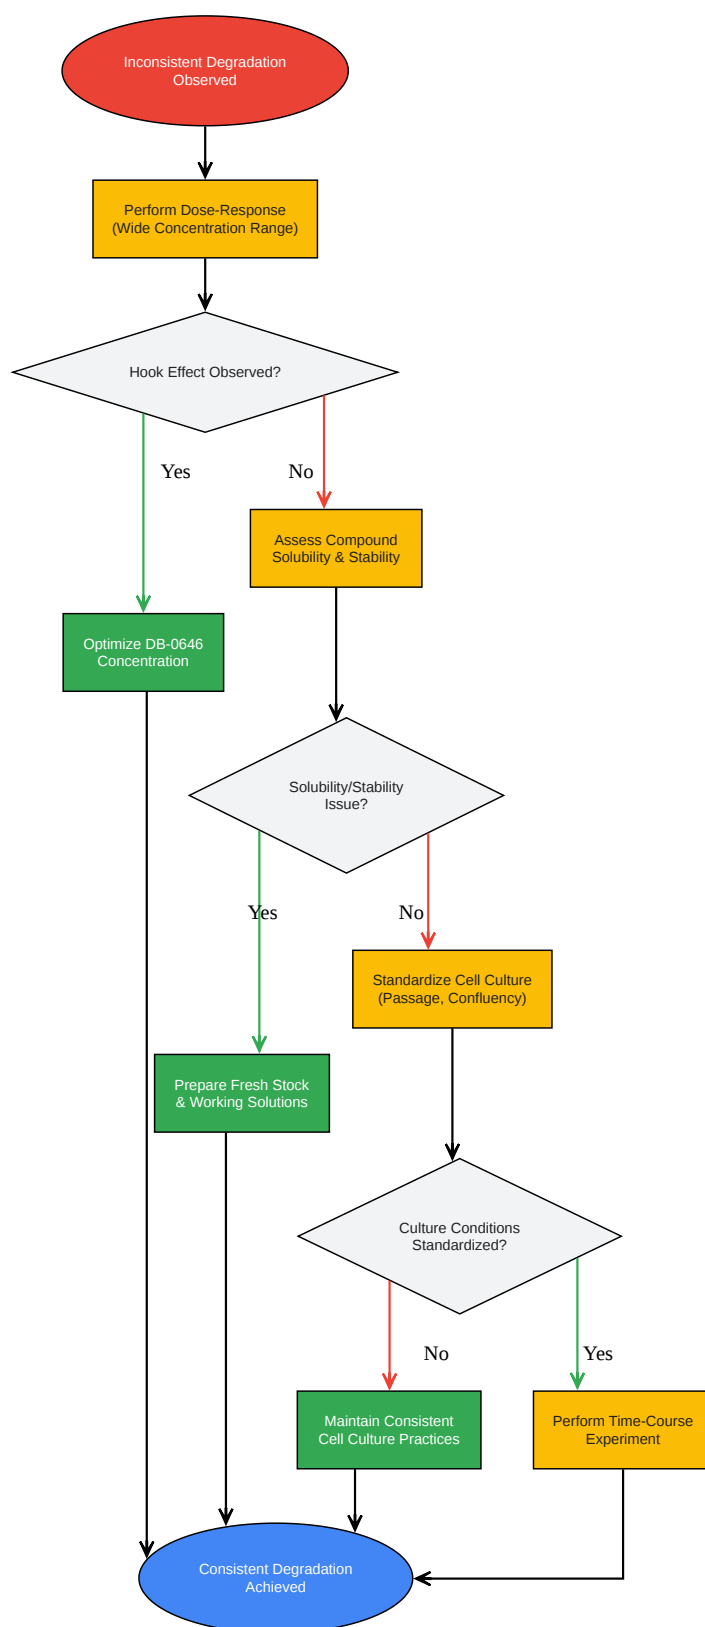 Inconsistent Degradation
Observed
Perform Dose-Response
(Wide Concentration Range)
Hook Effect Observed?
Yes
No
Assess Compound
Solubility & Stability
Optimize DB-0646
Concentration
Solubility/Stability
Issue?
Yes
No
Standardize Cell Culture
(Passage, Confluency)
Prepare Fresh Stock
& Working Solutions
Culture Conditions
Standardized?
No
Yes
Maintain Consistent
Cell Culture Practices
Perform Time-Course
Experiment
Consistent Degradation
Achieved